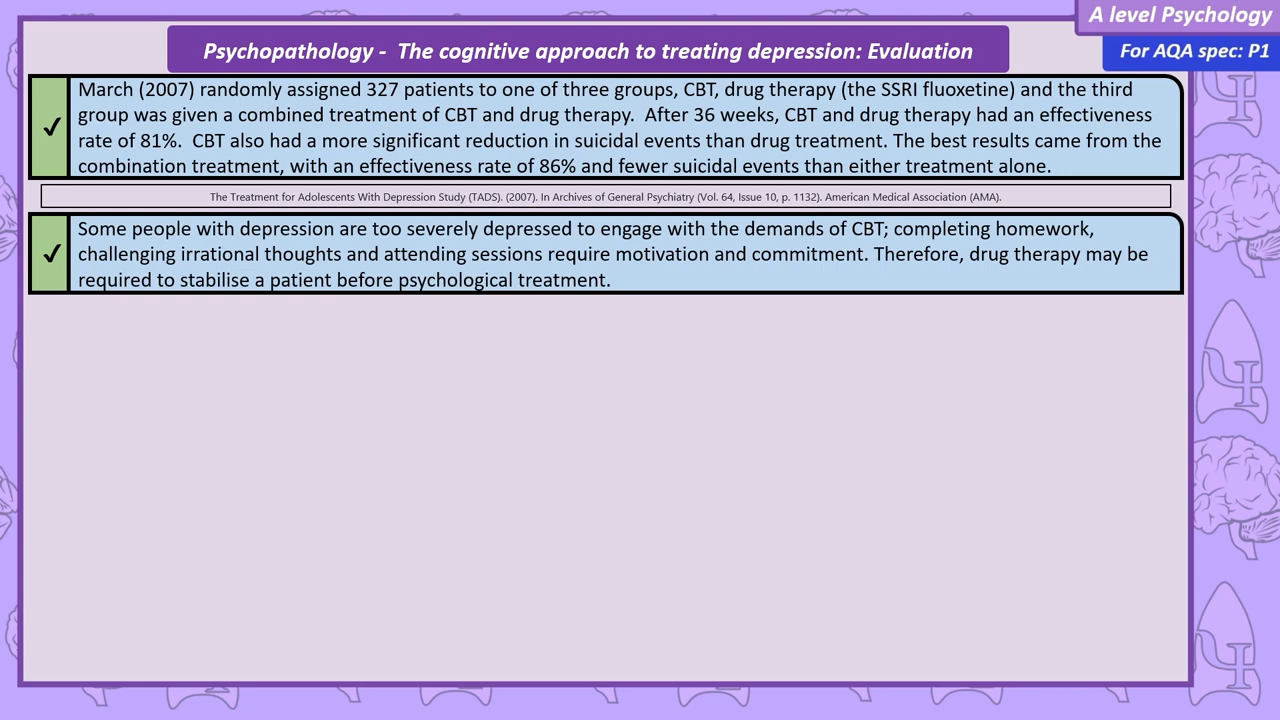 A level Psychology
For AQA spec: P1
Psychopathology - The cognitive approach to treating depression: Evaluation
✓ March (2007) randomly assigned 327 patients to one of three groups, CBT, drug therapy (the SSRI fluoxetine) and the third
group was given a combined treatment of CBT and drug therapy. After 36 weeks, CBT and drug therapy had an effectiveness
rate of 81%. CBT also had a more significant reduction in suicidal events than drug treatment. The best results came from the
combination treatment, with an effectiveness rate of 86% and fewer suicidal events than either treatment alone.
The Treatment for Adolescents With Depression Study (TADS). (2007). In Archives of General Psychiatry (Vol. 64, Issue 10, p. 1132). American Medical Association (AMA).
✓ Some people with depression are too severely depressed to engage with the demands of CBT; completing homework,
challenging irrational thoughts and attending sessions require motivation and commitment. Therefore, drug therapy may be
required to stabilise a patient before psychological treatment.